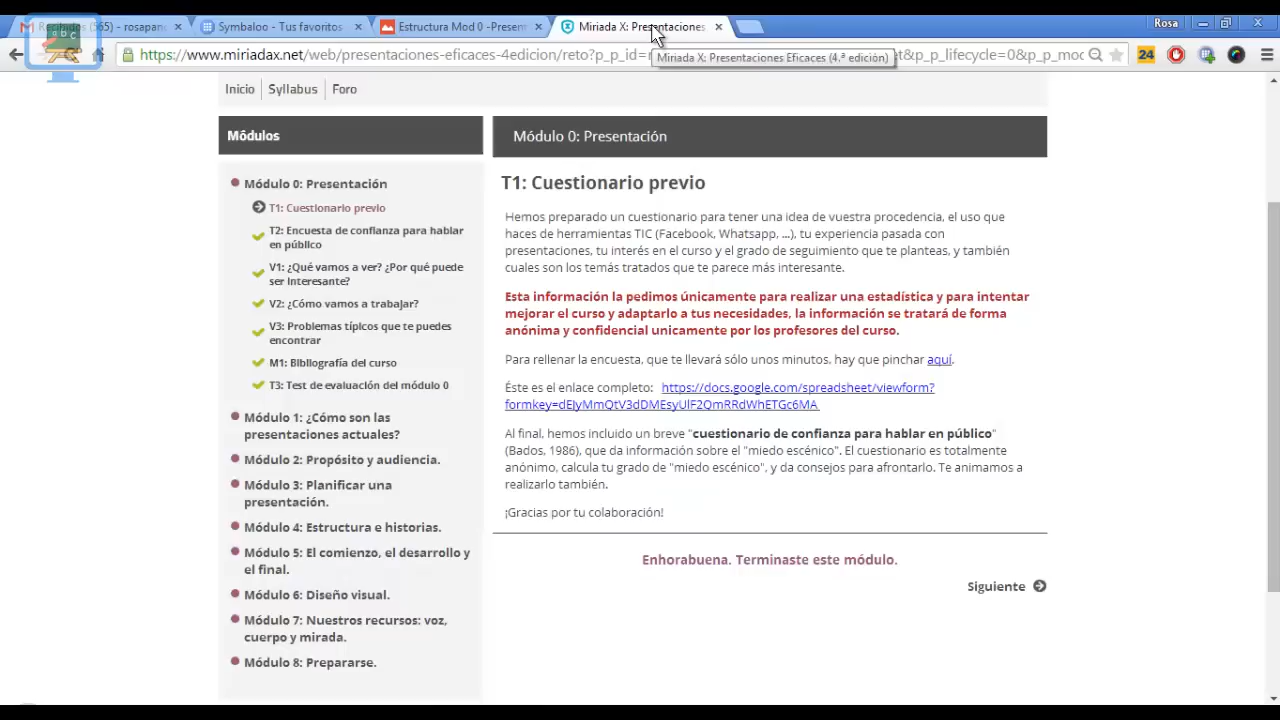 Recibidos (565) - rosapan
Symbaloo - Tus favoritos
Estructura Mod 0 -Presen
Miriada X: Presentaciones
Rosa
https://www.miriadax.net/web/presentaciones-eficaces-4edicion/reto?p_p_id=
et&p_p_lifecycle=0&p_p_moc
24
Miriada X: Presentaciones Eficaces (4.ª edición)
ABC
Inicio
Syllabus
Foro
Módulos
Módulo 0: Presentación
T1: Cuestionario previo
T2: Encuesta de confianza para hablar
en público
V1: ¿Qué vamos a ver? ¿Por qué puede
ser interesante?
V2: ¿Cómo vamos a trabajar?
V3: Problemas típicos que te puedes
encontrar
M1: Bibliografía del curso
T3: Test de evaluación del módulo 0
Módulo 1: ¿Cómo son las
presentaciones actuales?
Módulo 2: Propósito y audiencia.
Módulo 3: Planificar una
presentación.
Módulo 4: Estructura e historias.
Módulo 5: El comienzo, el desarrollo y
el final.
Módulo 6: Diseño visual.
Módulo 7: Nuestros recursos: voz,
cuerpo y mirada.
Módulo 8: Prepararse.
Módulo 0: Presentación
T1: Cuestionario previo
Hemos preparado un cuestionario para tener una idea de vuestra procedencia, el uso que
haces de herramientas TIC (Facebook, Whatsapp, ...), tu experiencia pasada con
presentaciones, tu interés en el curso y el grado de seguimiento que te planteas, y también
cuales son los temás tratados que te parece más interesante.
Esta información la pedimos únicamente para realizar una estadística y para intentar
mejorar el curso y adaptarlo a tus necesidades, la información se tratará de forma
anónima y confidencial unicamente por los profesores del curso.
Para rellenar la encuesta, que te llevará sólo unos minutos, hay que pinchar aquí.
Éste es el enlace completo: https://docs.google.com/spreadsheet/viewform?
formkey=dEJyMmQtV3dDMEsyUlF2QmRRdWhETGc6MA
Al final, hemos incluido un breve "cuestionario de confianza para hablar en público"
(Bados, 1986), que da información sobre el "miedo escénico". El cuestionario es totalmente
anónimo, calcula tu grado de "miedo escénico", y da consejos para afrontarlo. Te animamos a
realizarlo también.
¡Gracias por tu colaboración!
Enhorabuena. Terminaste este módulo.
Siguiente